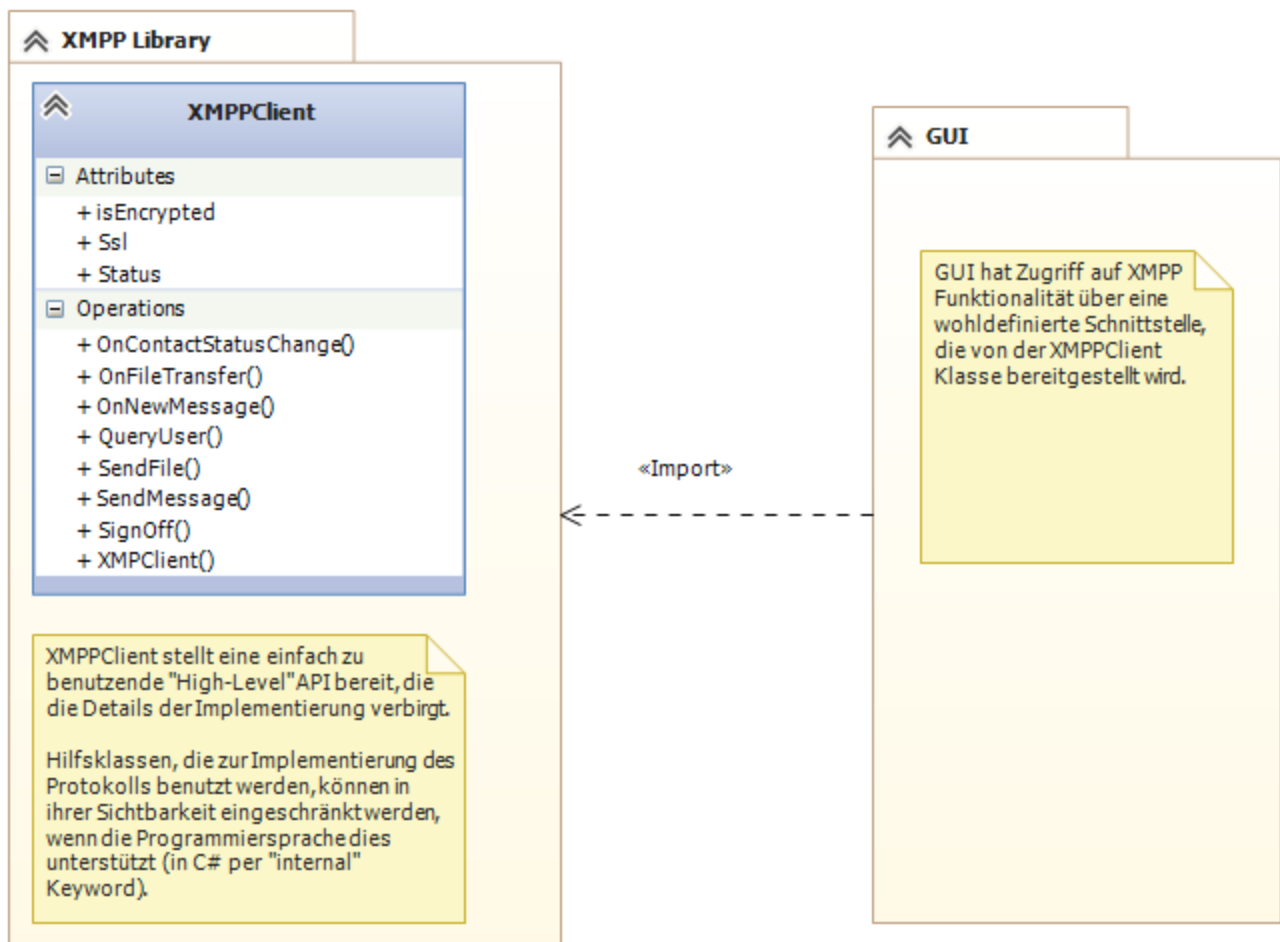 XMPP Library
XMPPClient
Attributes
+ isEncrypted
+ Ssl
+ Status
Operations
+ OnContactStatusChange()
+ OnFileTransfer()
+ OnNewMessage()
+ QueryUser()
+ SendFile()
+ SendMessage()
+ SignOff()
+ XMPClient()
XMPPClient stellt eine einfach zu
benutzende "High-Level" API bereit, die
die Details der Implementierung verbirgt.
Hilfsklassen, die zur Implementierung des
Protokolls benutzt werden, können in
ihrer Sichtbarkeit eingeschränkt werden,
wenn die Programmiersprache dies
unterstützt (in C# per "internal"
Keyword).
«Import»
GUI
GUI hat Zugriff auf XMPP
Funktionalität über eine
wohldefinierte Schnittstelle,
die von der XMPPClient
Klasse bereitgestellt wird.